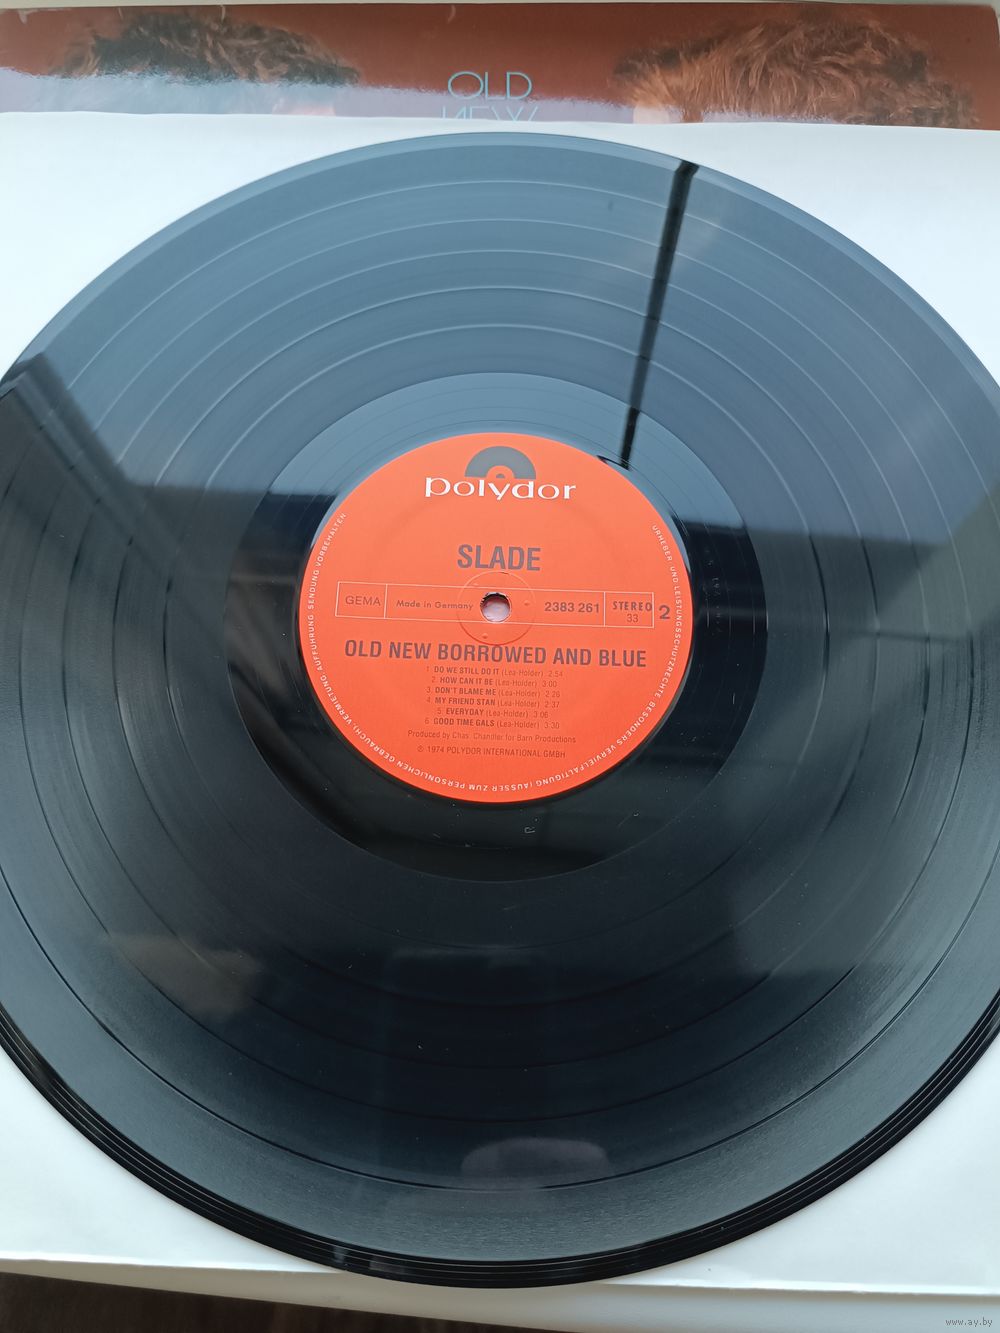 OLD
NEW
polydor
SLADE
GEMA
Made in Germany
2383 261
STEREO
33
2
OLD NEW BORROWED AND BLUE
1. DO WE STILL DO IT (Lea-Holder) 2:54
2. HOW CAN IT BE (Lea-Holder) 3:00
3. DON'T BLAME ME (Lea-Holder) 2:26
4. MY FRIEND STAN (Lea-Holder) 2:37
5. EVERYDAY (Lea-Holder) 3:06
6. GOOD TIME GALS (Lea-Holder) 3:30
Produced by Chas. Chandler for Barn Productions
℗ 1974 POLYDOR INTERNATIONAL GMBH
URHEBER UND LEISTUNGSSCHUTZRECHTE BESONDERS VERVIELFÄLTIGUNG (AUSSER ZUM PERSÖNLICHEN GEBRAUCH), VERMIETUNG AUFFÜHRUNG, SENDUNG VORBEHALTEN
www.ay.by